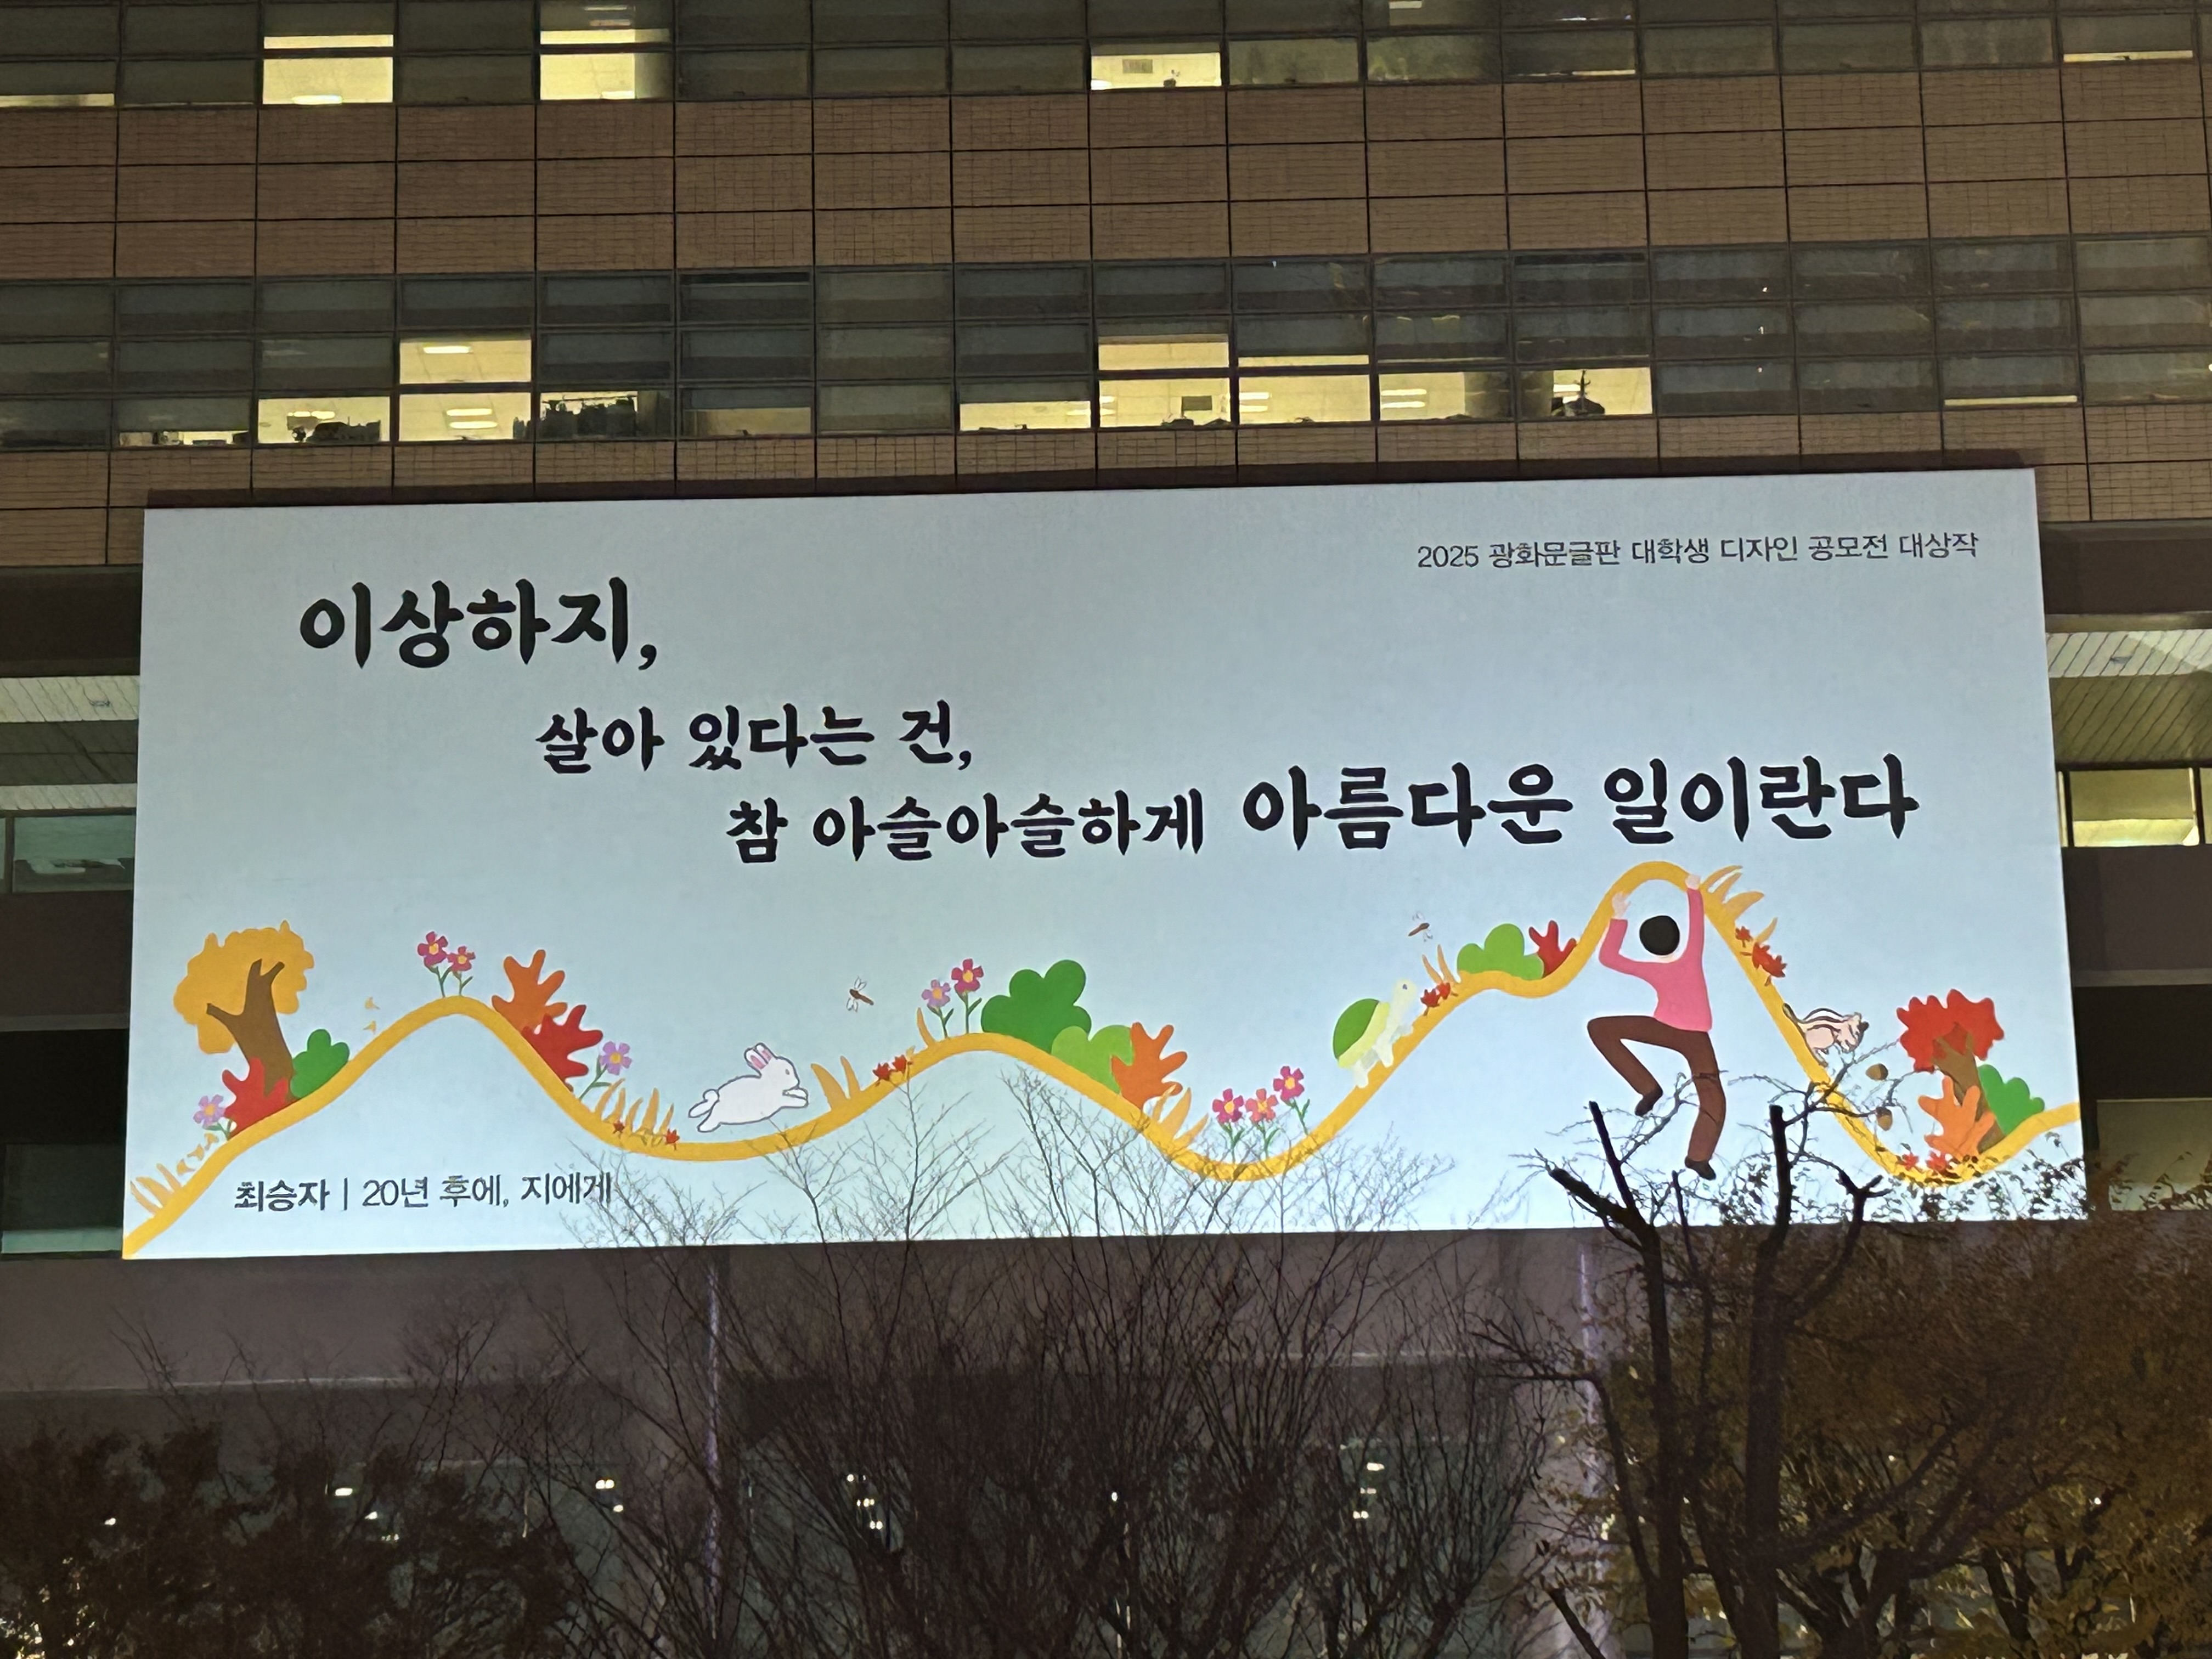 2025 광화문글판 대학생 디자인 공모전 대상작
이상하지,
살아 있다는 건,
참 아슬아슬하게 아름다운 일이란다
최승자 | 20년 후에, 지에게